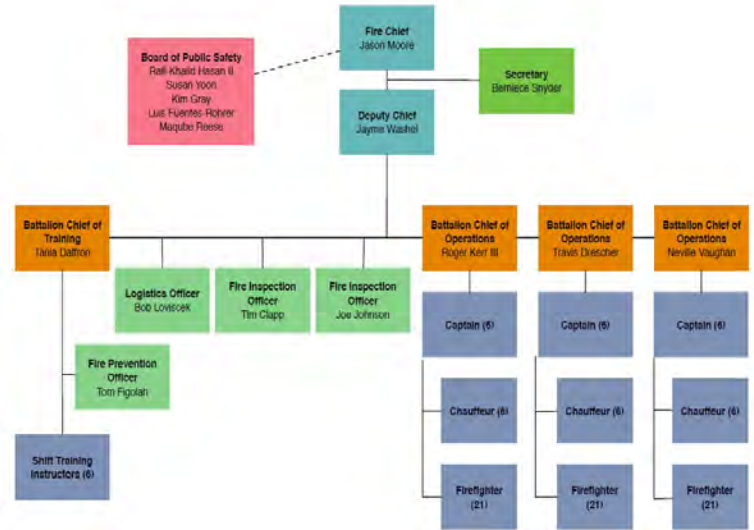 Fire Chief
Jason Moore
Board of Public Safety
Rafi-Khalid Hasan II
Susan Yoon
Kim Gray
Luis Fuentes-Rohrer
Maqube Reese
Secretary
Berniece Snyder
Deputy Chief
Jayme Washel
Battalion Chief of
Training
Tania Daffron
Battalion Chief of
Operations
Roger Kerr III
Battalion Chief of
Operations
Travis Drescher
Battalion Chief of
Operations
Neville Vaughan
Logistics Officer
Bob Loviscek
Fire Inspection
Officer
Tim Clapp
Fire Inspection
Officer
Joe Johnson
Captain (6)
Captain (6)
Captain (6)
Fire Prevention
Officer
Tom Figolah
Chauffeur (6)
Chauffeur (6)
Chauffeur (6)
Shift Training
Instructors (6)
Firefighter
(21)
Firefighter
(21)
Firefighter
(21)